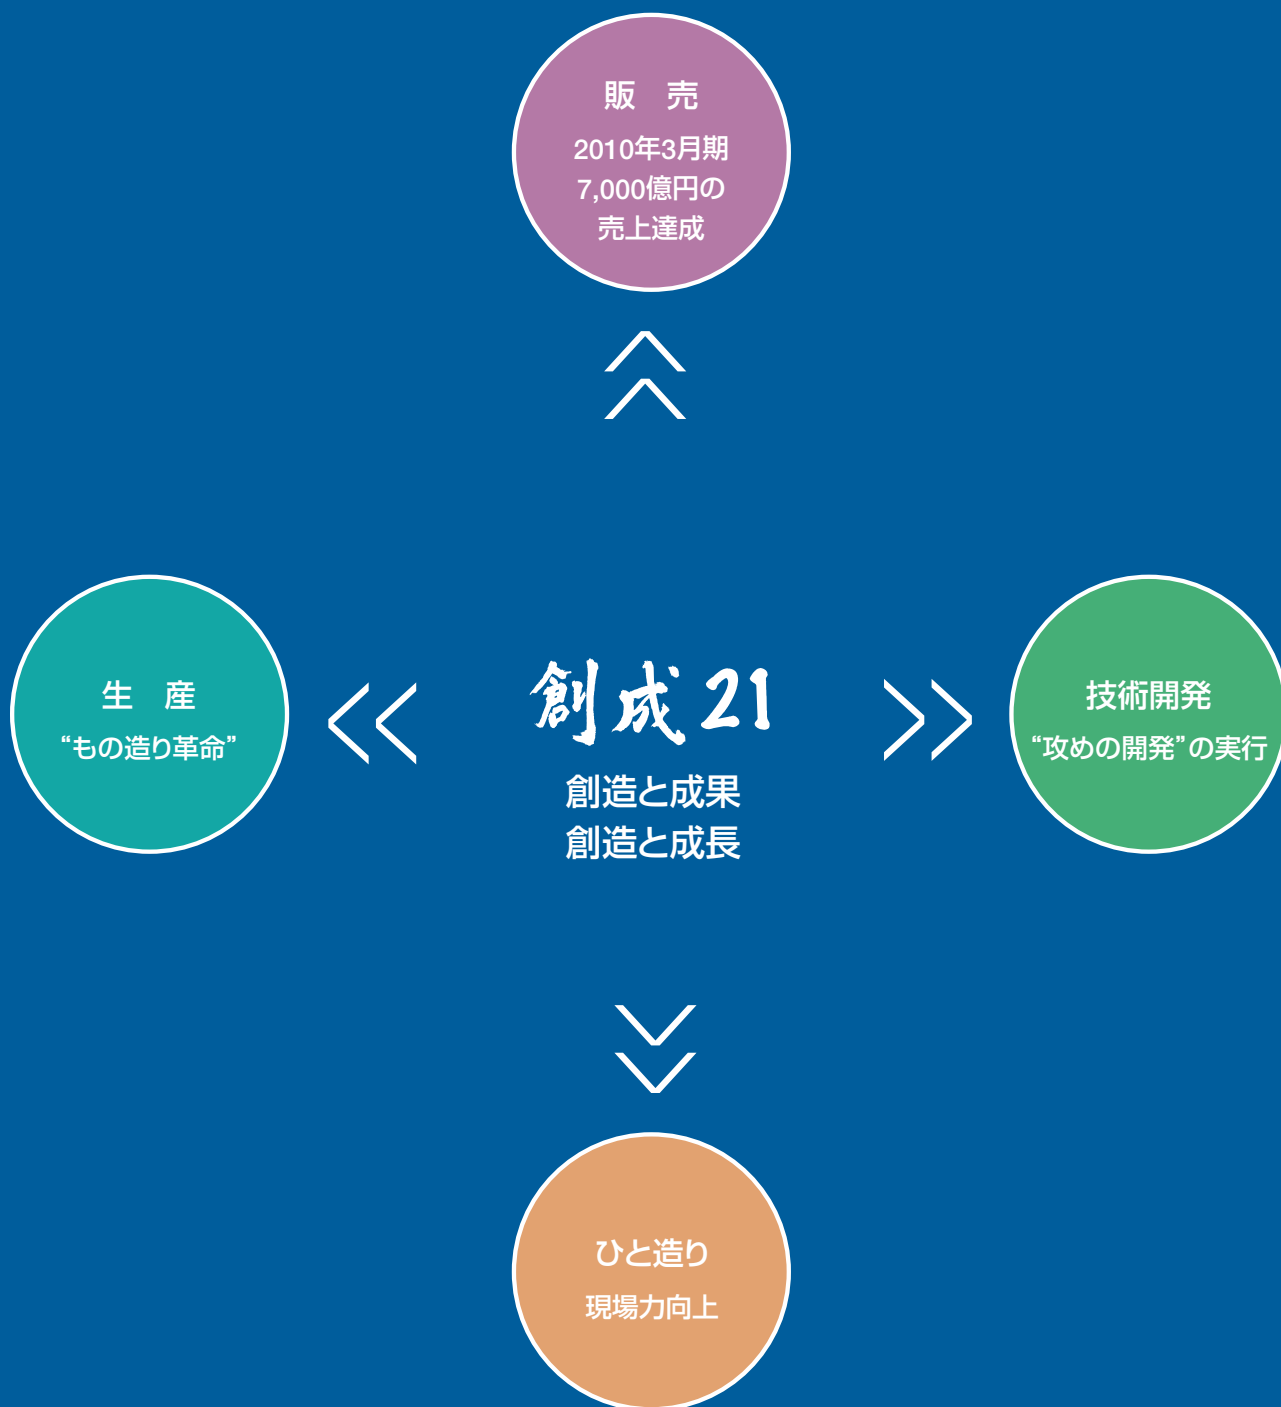 販　売
2010年3月期
7,000億円の
売上達成
生　産
“もの造り革命”
創成21
創造と成果
創造と成長
技術開発
“攻めの開発”の実行
ひと造り
現場力向上